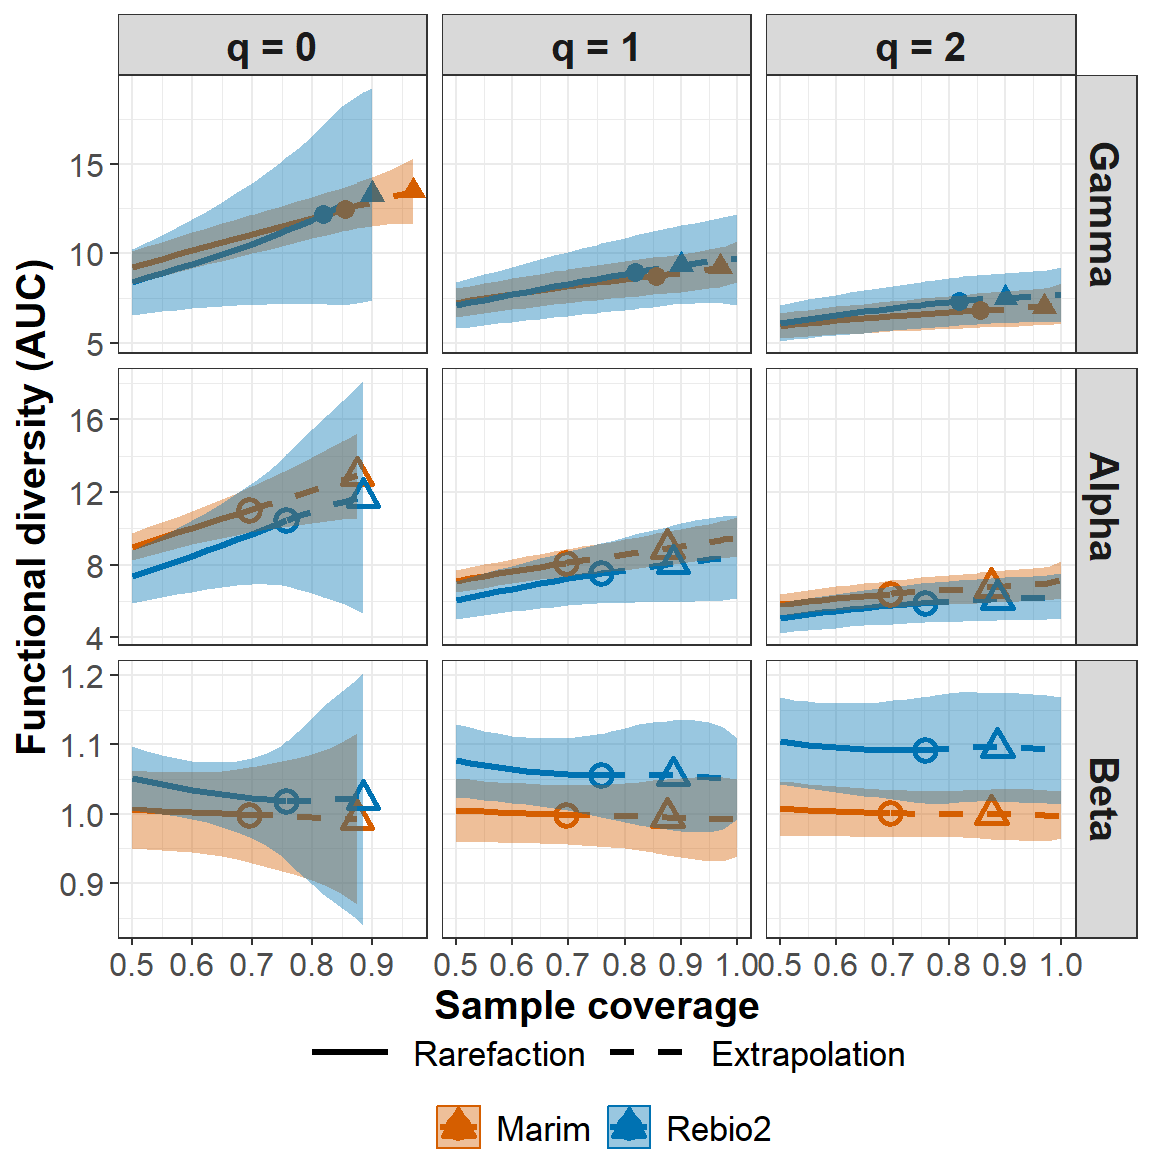 q = 0 q = 1 q = 2
Gamma
15
10
5
Alpha
16
12
8
4
Beta
1.2
1.1
1.0
0.9
Functional diversity (AUC)
0.5 0.6 0.7 0.8 0.9 0.5 0.6 0.7 0.8 0.9 1.0 0.5 0.6 0.7 0.8 0.9 1.0
Sample coverage
Rarefaction Extrapolation
Marim Rebio2